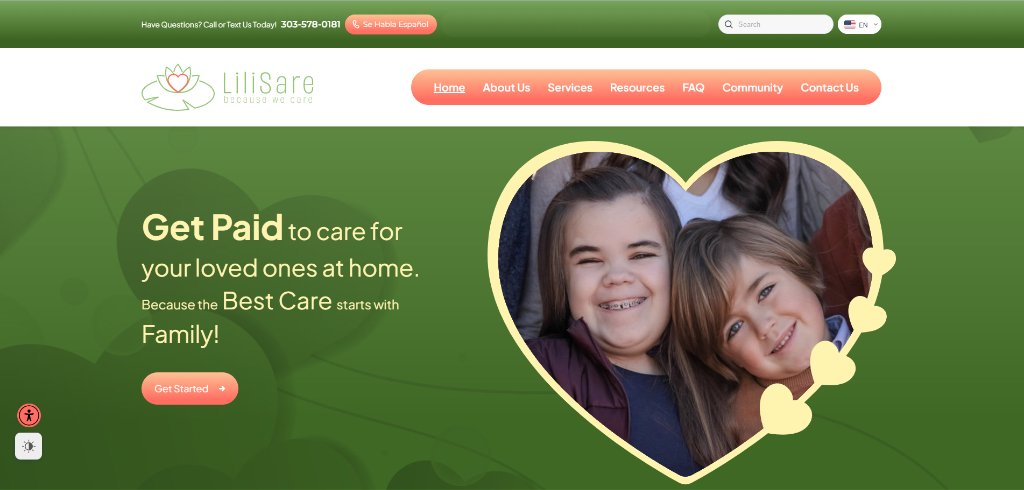 Have Questions? Call or Text Us Today! 303-578-0181 Se Habla Español Search EN
LiliSare
because we care
Home About Us Services Resources FAQ Community Contact Us
Get Paid to care for
your loved ones at home.
Because the Best Care starts with
Family!
Get Started